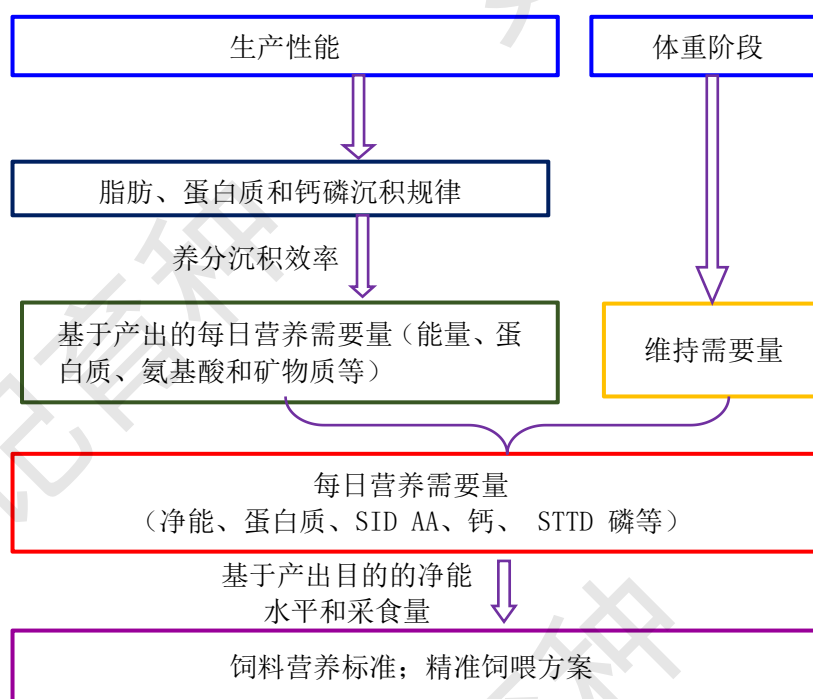 生产性能
体重阶段
脂肪、蛋白质和钙磷沉积规律
养分沉积效率
基于产出的每日营养需要量（能量、蛋
白质、氨基酸和矿物质等）
维持需要量
每日营养需要量
（净能、蛋白质、SID AA、钙、 STTD 磷等）
基于产出目的的净能
水平和采食量
饲料营养标准；精准饲喂方案
记育种